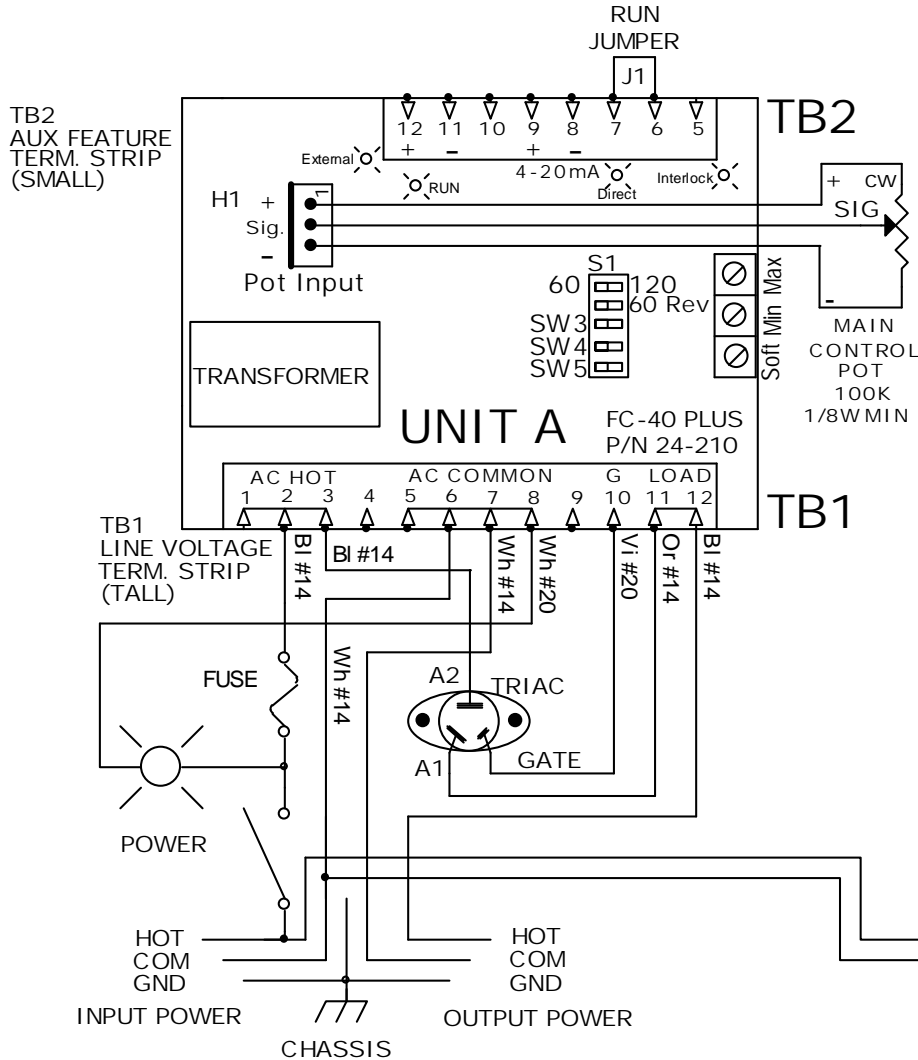 RUN
JUMPER
J1
TB2
AUX FEATURE
TERM. STRIP
(SMALL)
TB2
12 11 10 9 8 7 6 5
+ - + -
4-20mA
External
RUN
Direct
Interlock
H1
+
Sig.
-
1
Pot Input
+ CW
SIG
-
MAIN
CONTROL
POT
100K
1/8W MIN
S1
60 120
60 Rev
SW3
SW4
SW5
Soft Min Max
TRANSFORMER
UNIT A
FC-40 PLUS
P/N 24-210
AC HOT AC COMMON G LOAD
1 2 3 4 5 6 7 8 9 10 11 12
TB1
TB1
LINE VOLTAGE
TERM. STRIP
(TALL)
Bl #14
Bl #14
Wh #14
Wh #14
Wh #20
Vi #20
Or #14
Bl #14
FUSE
A2
TRIAC
A1
GATE
POWER
HOT
COM
GND
INPUT POWER
HOT
COM
GND
OUTPUT POWER
CHASSIS